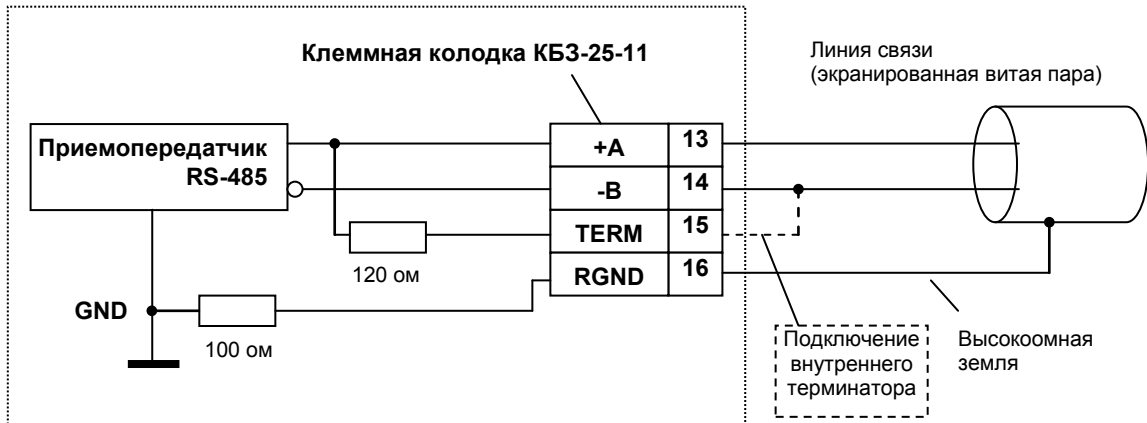 Клеммная колодка КБЗ-25-11
Линия связи
(экранированная витая пара)
Приемопередатчик
RS-485
+A 13
-B 14
TERM 15
RGND 16
120 ом
GND
100 ом
Подключение
внутреннего
терминатора
Высокоомная
земля